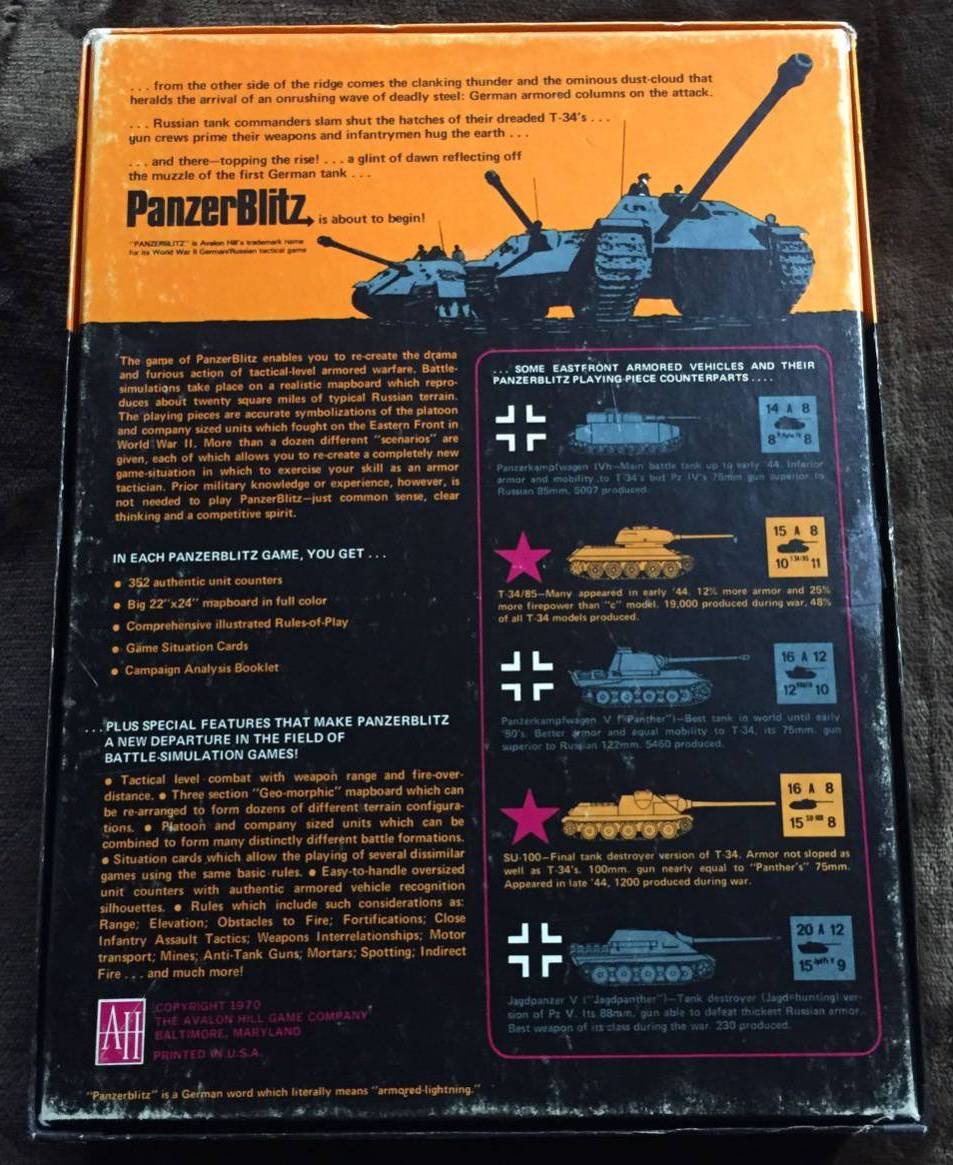 ... from the other side of the ridge comes the clanking thunder and the ominous dust-cloud that
heralds the arrival of an onrushing wave of deadly steel: German armored columns on the attack.
... Russian tank commanders slam shut the hatches of their dreaded T-34's ...
gun crews prime their weapons and infantrymen hug the earth ...
... and there—topping the rise! ... a glint of dawn reflecting off
the muzzle of the first German tank ...
PanzerBlitz, is about to begin!
"PANZERBLITZ" is Avalon Hill's trademark name
for its World War II German/Russian tactical game
The game of PanzerBlitz enables you to re-create the drama
and furious action of tactical-level armored warfare. Battle-
simulations take place on a realistic mapboard which repro-
duces about twenty square miles of typical Russian terrain.
The playing pieces are accurate symbolizations of the platoon
and company sized units which fought on the Eastern Front in
World War II. More than a dozen different "scenarios" are
given, each of which allows you to re-create a completely new
game-situation in which to exercise your skill as an armor
tactician. Prior military knowledge or experience, however, is
not needed to play PanzerBlitz—just common sense, clear
thinking and a competitive spirit.
IN EACH PANZERBLITZ GAME, YOU GET ...
• 352 authentic unit counters
• Big 22"x24" mapboard in full color
• Comprehensive illustrated Rules-of-Play
• Game Situation Cards
• Campaign Analysis Booklet
...PLUS SPECIAL FEATURES THAT MAKE PANZERBLITZ
A NEW DEPARTURE IN THE FIELD OF
BATTLE-SIMULATION GAMES!
• Tactical level combat with weapon range and fire-over-
distance. • Three section "Geo-morphic" mapboard which can
be re-arranged to form dozens of different terrain configura-
tions. • Platoon and company sized units which can be
combined to form many distinctly different battle formations.
• Situation cards which allow the playing of several dissimilar
games using the same basic rules. • Easy-to-handle oversized
unit counters with authentic armored vehicle recognition
silhouettes. • Rules which include such considerations as:
Range; Elevation; Obstacles to Fire; Fortifications; Close
Infantry Assault Tactics; Weapons Interrelationships; Motor
transport; Mines; Anti-Tank Guns; Mortars; Spotting; Indirect
Fire ... and much more!
AH
COPYRIGHT 1970
THE AVALON HILL GAME COMPANY
BALTIMORE, MARYLAND
PRINTED IN U.S.A.
"Panzerblitz" is a German word which literally means "armored-lightning."
... SOME EASTFRONT ARMORED VEHICLES AND THEIR
PANZERBLITZ PLAYING-PIECE COUNTERPARTS ....
14 A 8
8 8
Panzerkampfwagen IVh—Main battle tank up to early '44. Inferior
armor and mobility to T-34's but Pz IV's 75mm gun superior to
Russian 85mm. 5007 produced.
15 A 8
10 T 34/85 11
T-34/85—Many appeared in early '44. 12% more armor and 25%
more firepower than "c" model. 19,000 produced during war, 48%
of all T-34 models produced.
16 A 12
12 10
Panzerkampfwagen V ("Panther")—Best tank in world until early
'50's. Better armor and equal mobility to T-34, its 75mm. gun
superior to Russian 122mm. 5460 produced.
16 A 8
15 SU-100 8
SU-100—Final tank destroyer version of T-34. Armor not sloped as
well as T-34's. 100mm. gun nearly equal to "Panther's" 75mm.
Appeared in late '44, 1200 produced during war.
20 A 12
15 9
Jagdpanzer V ("Jagdpanther")—Tank destroyer (Jagd=hunting) ver-
sion of Pz V. Its 88mm. gun able to defeat thickest Russian armor.
Best weapon of its class during the war. 230 produced.